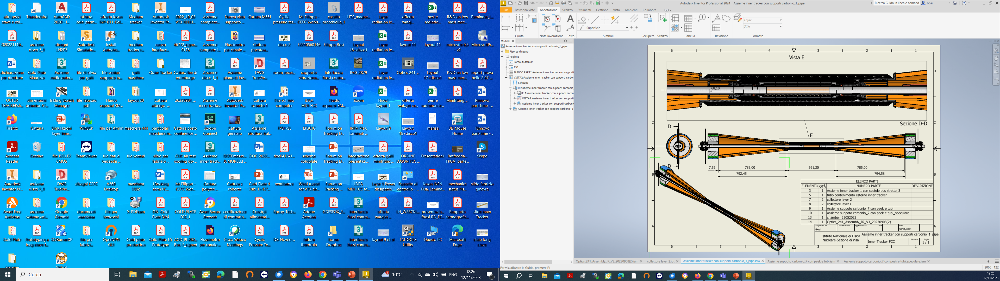 altri pezzi stave e col...
Thunderbird
AutoCAD 2020 - I...
offerta cole-parm...
offerta loson INP-011-Col...
Medium tracker
Autodesk Inventor Pr...
2022_10_03 VTX REGU...
Assieme completo...
Nuova vista supporto ...
Cattura M55J
Cyclic pressure tes...
Mr Filippo - CEPC Works...
casello orecchiella_1
HTS_magne...
Layer radiation le...
offerta wataj...
pesi e radiatio...
R&D on low mass mec...
Reminder_L...
G20221110...
assieme disco 3_1
disegni LN2P3
Autodesk Simulatio...
Install Autodes...
medium tracker r...
nuovo interfacc...
46772_signe... 9176
Assieme completo l...
Flussimetro per canale ...
Cattura pocofoa...
disco 2
F2210560146
Filippo Bosi
Layout 16+disco1
Layer radiation le...
layout 11
layout 11
microvite 0.5 - v2
MicrosoftPr...
dichiarazione per direttore
Cold Plate Maurizio
Assieme midle outer...
file di silvia per galli
file venturi supporto in...
galli maschere
Outer Tracker
Cattura fee di edimburgo
Assieme disco 1_1
Assieme piano di lav...
DWG TrueVie...
room_recei...
supporto vibraziona...
Interfaccia flussi contra...
IMG_2879
Layer radiation le...
Optics_241_...
Layout 17+disco1
R&D on low mass mec...
report prova belle 2 07-...
OUTER TRACKERsli...
dimensioni detector AT...
Inkling Sketch Manager
file fabrizio pdf
Fluido especial 3M...
layout 20
Cattura albergo ...
20220901_...
Assieme inner tracke...
Autodesk Inventor Pr...
Cattura roberto 1
File sul mio computer
IDEA MDI-FCC
Fluido especial 3M...
Zoom
Nuovi layout_1
offerta watajet ce...
pesi e radiation le...
Minifitting_...
Rinnovo part-time -...
Firefox
Cattura
Simulazioni layer Inne...
WinSCP
file per Armin
maschera 444
particolari maschera m...
Cattura costo conference ...
Adobe Connect
Cattura gennaro
Assieme struttura tral...
FP51-SL
EP30TC
Forum on Tracking D...
INFN Pisa, Laminati ...
Layout 9
Layout 18+disco1
marisa
3D Mouse Home
Rinnovo part-time -...
Acrobat Reader
Cestino
file BELLE2 CMOS
TeamViewer
file dati a bedeschi ...
file venturi
slide per fabrizio ...
CLIC air test cooling dp-...
Assieme inner track...
DDTEmesso... & MORELLI ...
DOC-2022...
doc041341...
schema coldplate
Forum on Tracking D...
integrazione presentazi...
offerta galli minifitting...
ORDINE LOSON FCC ...
Présentation1
Raffredda... FPGA parte...
Skype
Autodesk Inventor Pr...
assieme disco 2_1
DWG TrueVie...
disegni CEPC
A360 Desktop
maschera 1332
1Booking form FC...
Mr Filippo - CEPC Wor...
Cattura polytec ...
Cattura x roberto
Cold Plate 4 Tubi T=15°...
ventilatore
Wind tunnel for VTX air...
Forum on Tracking ...
IDEA MDI-FCC ta...
Layer 1 Power dissipated
Pannello di controllo - ...
loson INFN Pisa, Lamina...
mechanics status Pis...
slide fabrizio ginevra
Avast Free Antivirus
assieme volume col...
Google Chrome
documenti macchina
file per bedeschi
X-PDFsam
OB- Cold Plate 3&4
COLD PLATE FCC_1
Avast Secure Browser
certificazione di contratto...
Consigli alimentari...
Epoxy-Tech...
Adobe Acrobat
GDFSFOX_2...
Interfaccia flussi contra...
offerta watajet ...
LH_WEBCKI...
presentazio... fbosi RD_FC...
Rapporto termografic...
slide inner Tracker
Cold Plate
Prototyping a long stave f...
CDBurnerXP
file per fabrizi...
OpenVPN GUI
Cold plate production
Cold Plate L5 Prototype
AOO_PI-202... Bosi F_signed
Flussimetro per canale ...
Cisco Webex Meetings
Cyclic Pressure Te...
DS-Novec-...
fattura iberdrola
home Dropbox
Interfaccia flussi contra...
layout 9 et al
LMTOOLS Utility
Questo PC
Microsoft Edge
slide long stave
assieme
Virtual
Cerca
10°C
ENG
12:26
12/11/2023
Autodesk Inventor Professional 2024 Assieme inner tracker con supporti carbonio_1_pipe
Ricerca Guida in linea e comand
bosi
File Posiziona viste Annotazione Schizzo Strumenti Gestione Vista Ambienti Collabora
Superficie
Layer
Stile
Quota Note lavorazione Testo Simboli Recupera Schizzo Tabella Revisione Formato
Modello
Assieme inner tracker con supporti carbonio_1_pipe
Risorse disegno
Foglio:1
Bordo di default
ISO
ELENCO PARTI:Assieme inner tracker con supporti
VISTA2:Assieme inner tracker con supporti carbor
Schizzo1
D:Assieme inner tracker con supporti carbonio_
E:Assieme inner tracker con supporti carbo
VISTA3:Assieme inner tracker con supporti
Assieme inner tracker con supporti carboni
Assieme inner tracker con supporti carbonio_1
6 5 4 3 2 1
Vista E
68,10
D D
C C
Sezione D-D
D
E
D
7,52
785,00
561,20
785,00
792,45
794,58
B B
ELENCO PARTI
ELEMENTO QTÀ NUMERO PARTE DESCRIZIONE
3 1 Assieme inner tracker 1 con costole bus stretto_3
5 1 tubo contenimento esterno inner tracker
7 2 collettore layer 2
8 2 collettore layer3
9 1 Assieme suppoto carbonio_7 con peek e tubi
10 1 Assieme suppoto carbonio_7 con peek e tubi_speculare
13 1 chamber_25052023
14 1 Optics_241_Assembly_IR_V3_20230908(2)
A A
Progettato da Controllato da Approvato da Data Data
fbosi 10/11/2023
Istituto Nazionale di Fisica Nucleare-Sezione di Pisa
Assieme inner tracker con supporti carbonio_1_pipe
Inner Tracker FCC
Edizione Foglio
1 / 1
6 5 4 3 2 1
Optics_241_Assembly_IR_V3_20230908(2).iam
collettore layer 2.ipt
Assieme inner tracker con supporti carbonio_1_pipe.idw
Assieme suppoto carbonio_7 con peek e tubi.iam
Assieme suppoto carbonio_7 con peek e tubi_speculare.iam
Per visualizzare la Guida, premere F1
2060 122
12:26
12/11/2023